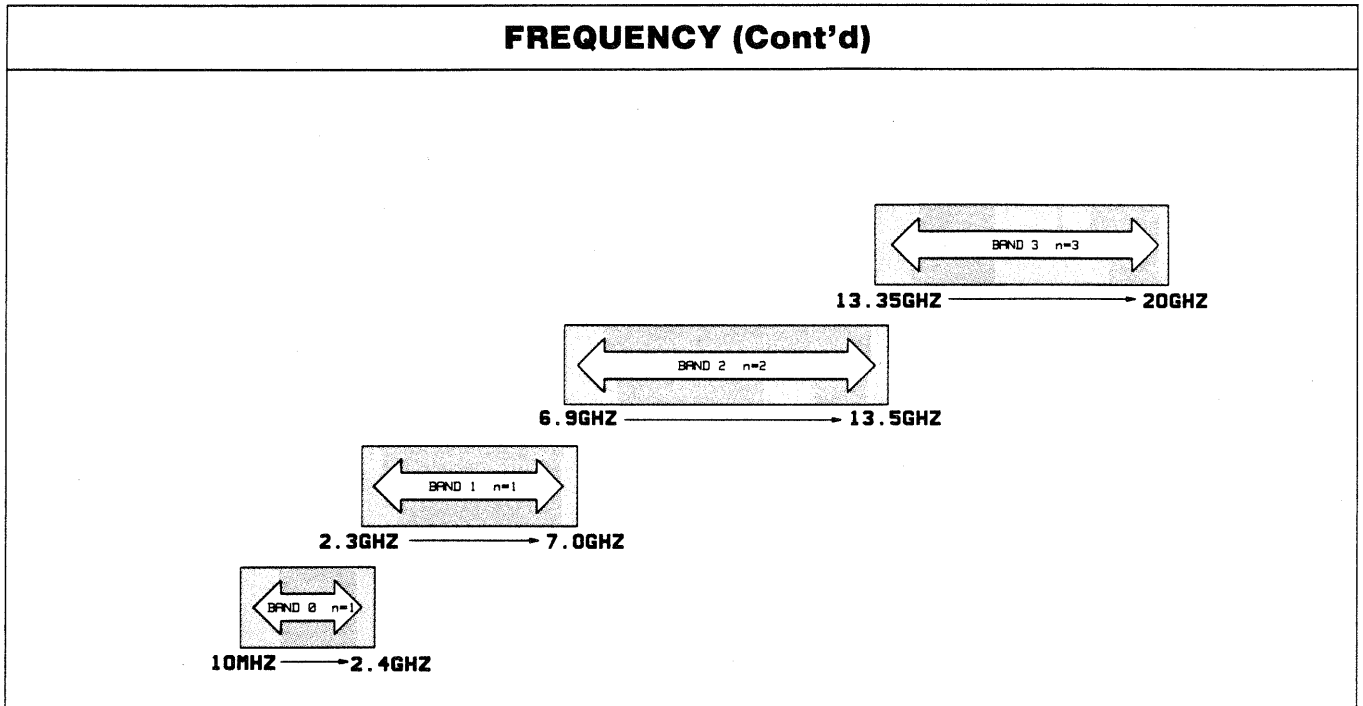 FREQUENCY (Cont'd)
BAND 3 n=3
13.35GHZ 20GHZ
BAND 2 n=2
6.9GHZ 13.5GHZ
BAND 1 n=1
2.3GHZ 7.0GHZ
BAND 0 n=1
10MHZ 2.4GHZ